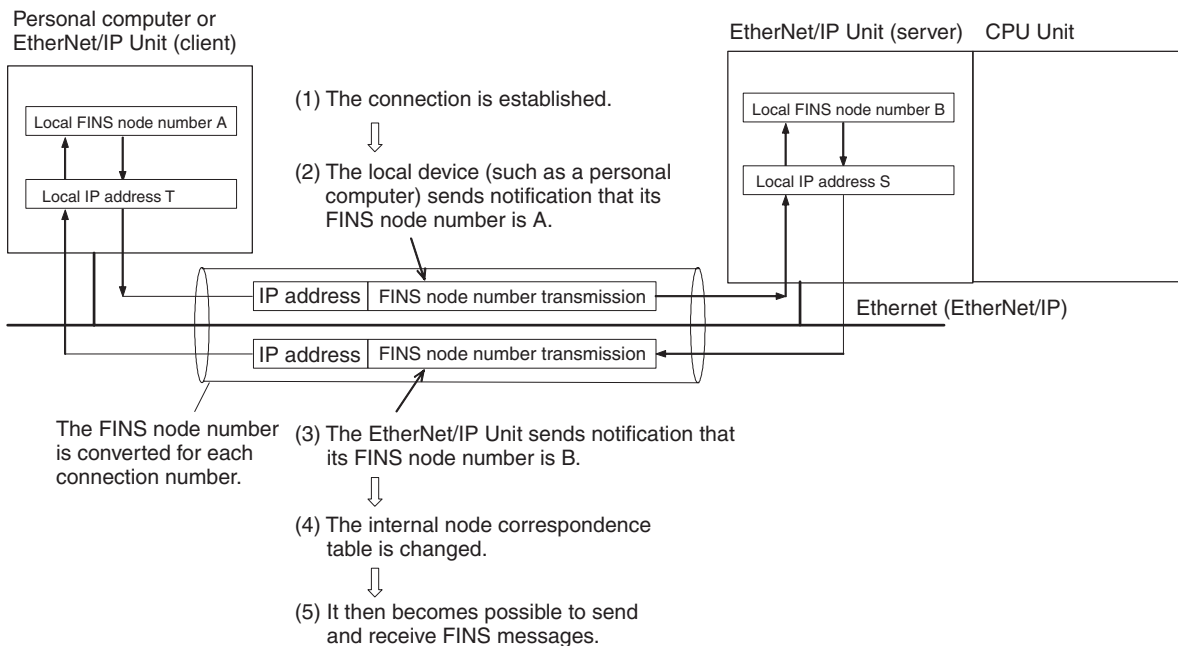 Personal computer or
EtherNet/IP Unit (client)
EtherNet/IP Unit (server)
CPU Unit
Local FINS node number A
Local IP address T
Local FINS node number B
Local IP address S
(1) The connection is established.
(2) The local device (such as a personal
computer) sends notification that its
FINS node number is A.
IP address
FINS node number transmission
Ethernet (EtherNet/IP)
IP address
FINS node number transmission
The FINS node number
is converted for each
connection number.
(3) The EtherNet/IP Unit sends notification that
its FINS node number is B.
(4) The internal node correspondence
table is changed.
(5) It then becomes possible to send
and receive FINS messages.